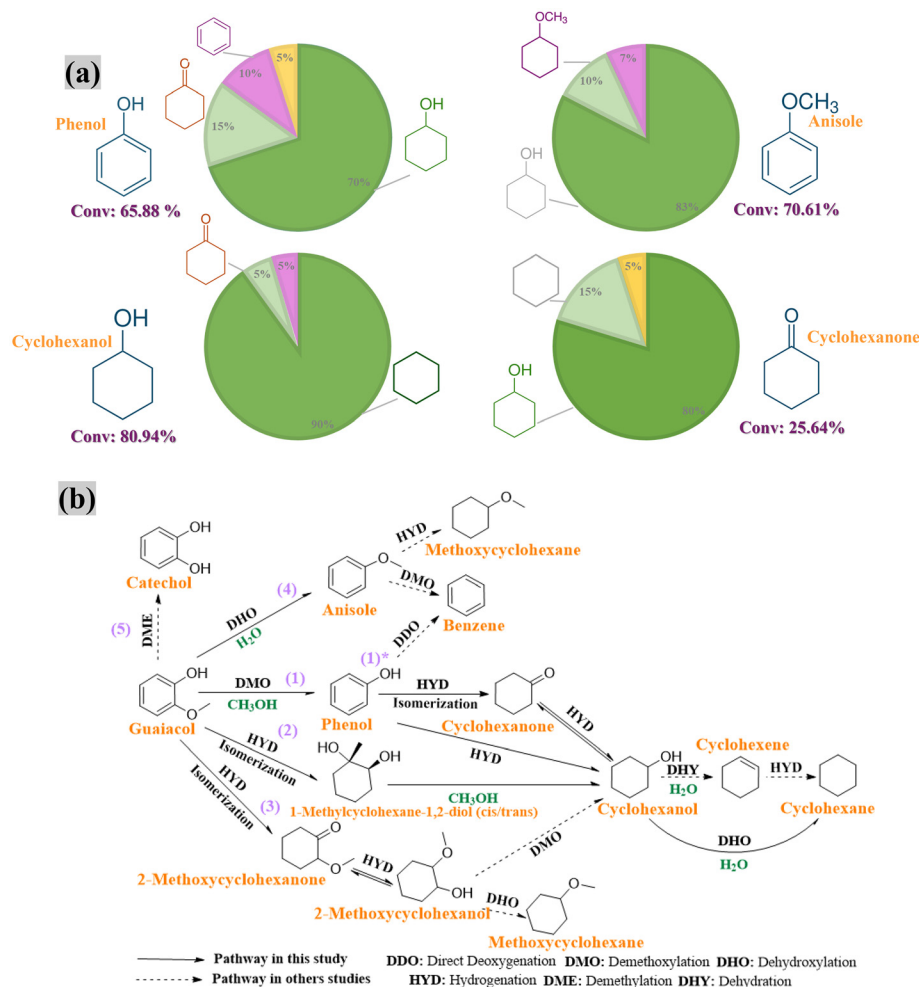 (a)
OH
Phenol
Conv: 65.88 %
O
5%
10%
15%
70%
OH
OCH₃
7%
10%
83%
OH
OCH₃
Anisole
Conv: 70.61%
OH
Cyclohexanol
Conv: 80.94%
O
5%
5%
90%
5%
15%
80%
OH
O
Cyclohexanone
Conv: 25.64%
(b)
OH
OH
Catechol
(5)
DME
(4)
DHO
H₂O
O
Anisole
HYD
O
Methoxycyclohexane
DMO
Benzene
DDO
(1)*
OH
O
Guaiacol
DMO
(1)
CH₃OH
OH
Phenol
HYD
Isomerization
O
Cyclohexanone
HYD
HYD
(2)
HYD
Isomerization
HO
OH
1-Methylcyclohexane-1,2-diol (cis/trans)
CH₃OH
OH
Cyclohexanol
DHY
H₂O
Cyclohexene
HYD
Cyclohexane
DHO
H₂O
HYD
Isomerization
(3)
O
O
2-Methoxycyclohexanone
HYD
O
OH
2-Methoxycyclohexanol
DMO
DHO
O
Methoxycyclohexane
Pathway in this study
DDO: Direct Deoxygenation DMO: Demethoxylation DHO: Dehydroxylation
Pathway in others studies
HYD: Hydrogenation DME: Demethylation DHY: Dehydration